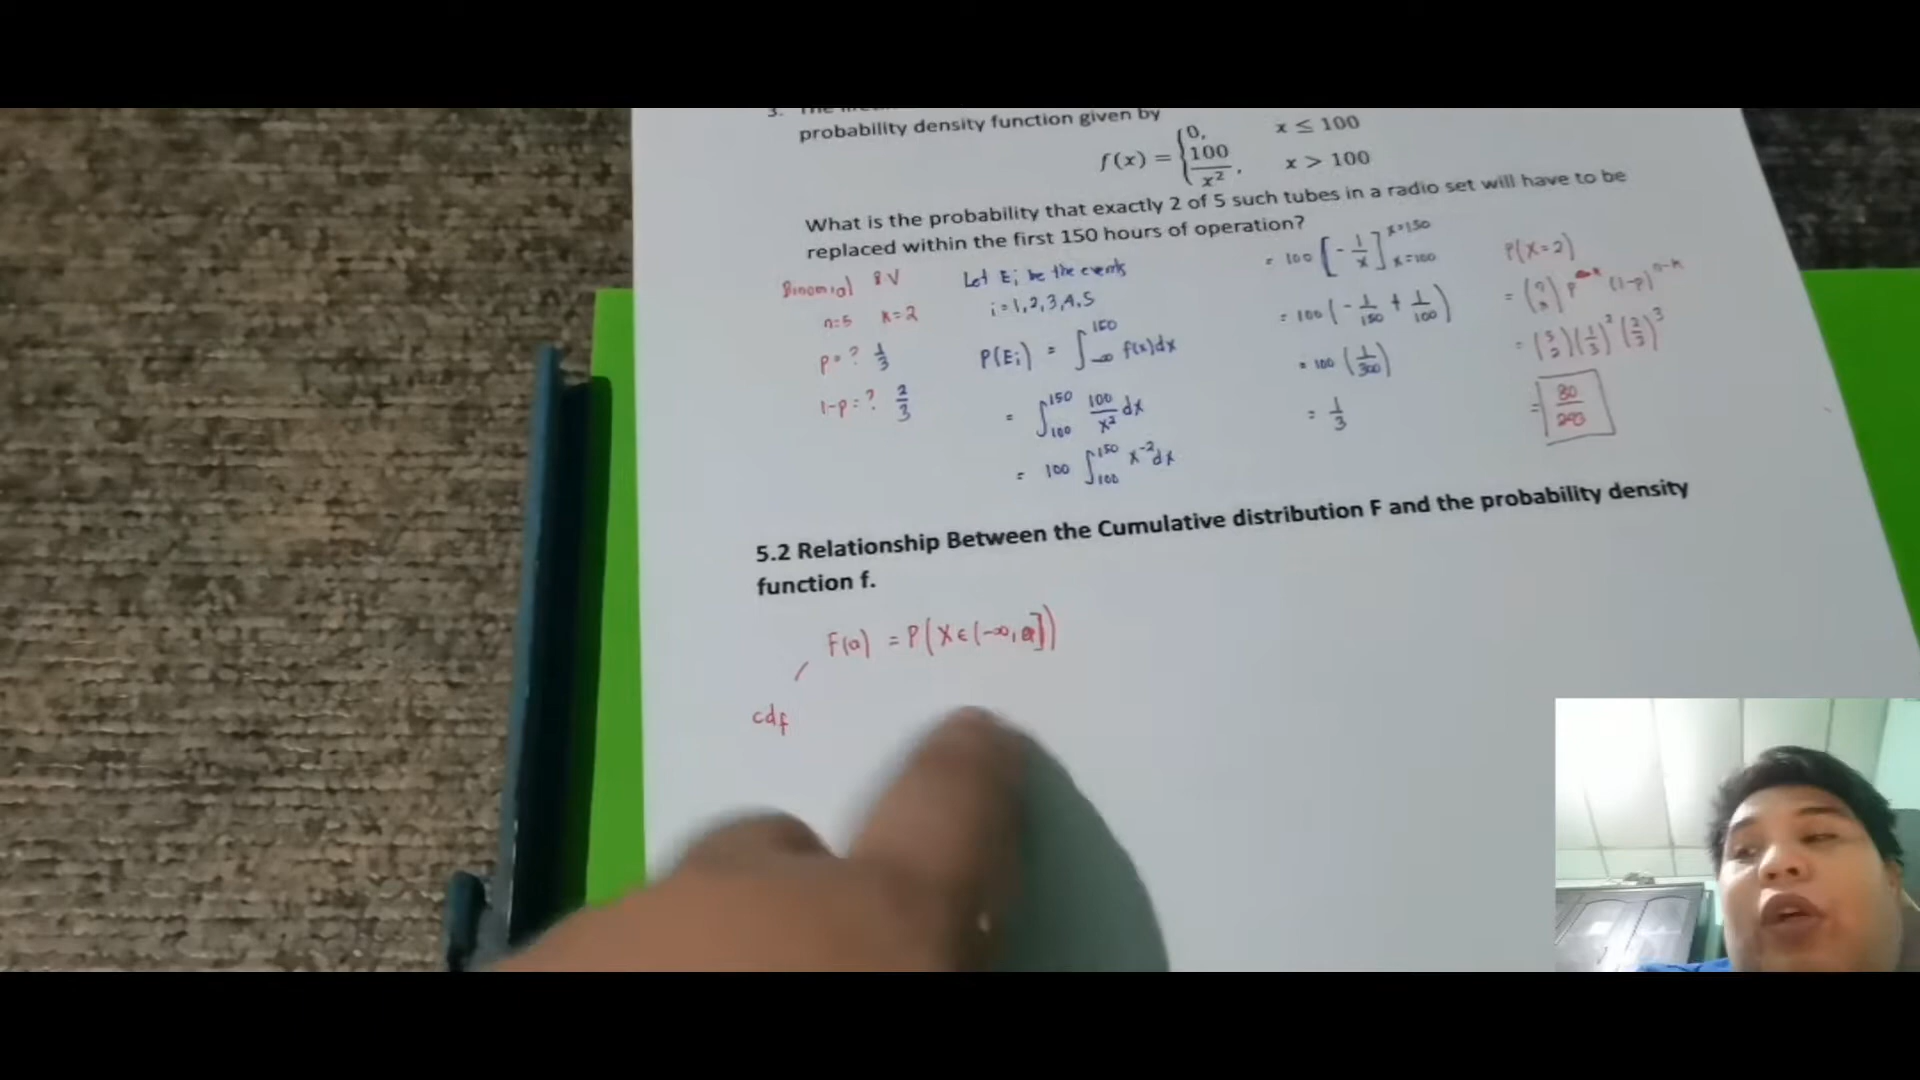 probability density function given by
f(x) = {0, x ≤ 100
100/x², x > 100
What is the probability that exactly 2 of 5 such tubes in a radio set will have to be
replaced within the first 150 hours of operation?
Binomial RV
n=5 k=2
p=? 1/3
1-p=? 2/3
Let Ei be the events
i=1,2,3,4,5
P(Ei) = ∫_{-∞}^{150} f(x)dx
= ∫_{100}^{150} 100/x² dx
= 100 ∫_{100}^{150} x^{-2}dx
= 100 [-1/x]_{x=100}^{x=150}
= 100 (-1/150 + 1/100)
= 100 (1/300)
= 1/3
P(X=2)
(1-p)^{n-k}
= (5 2)(1/3)²(2/3)³
= 80/243
5.2 Relationship Between the Cumulative distribution F and the probability density
function f.
F(a) = P(X∈(-∞,a])
cdf